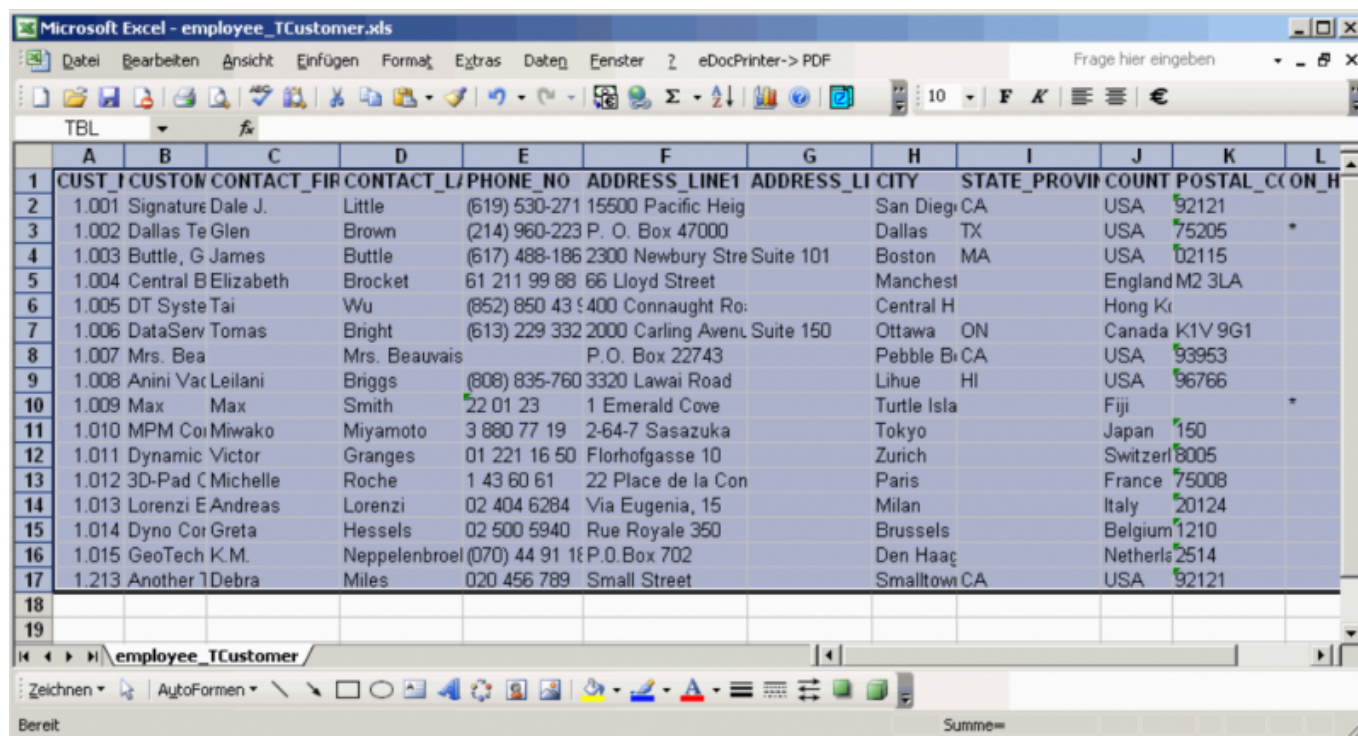 Microsoft Excel - employee_TCustomer.xls
Datei Bearbeiten Ansicht Einfügen Format Extras Daten Fenster ? eDocPrinter-> PDF Frage hier eingeben
10 F K €
TBL fx
A B C D E F G H I J K L
1 CUST_ CUSTOM CONTACT_FIR CONTACT_LA PHONE_NO ADDRESS_LINE1 ADDRESS_LI CITY STATE_PROVIN COUNT POSTAL_CO ON_H
2 1.001 Signature Dale J. Little (619) 530-271 15500 Pacific Heig San Dieg CA USA 92121
3 1.002 Dallas Te Glen Brown (214) 960-223 P. O. Box 47000 Dallas TX USA 75205 *
4 1.003 Buttle, G James Buttle (617) 488-186 2300 Newbury Stre Suite 101 Boston MA USA 02115
5 1.004 Central B Elizabeth Brocket 61 211 99 88 66 Lloyd Street Manchest England M2 3LA
6 1.005 DT Syste Tai Wu (852) 850 43 9 400 Connaught Ro Central H Hong K
7 1.006 DataServ Tomas Bright (613) 229 332 2000 Carling Avenu Suite 150 Ottawa ON Canada K1V 9G1
8 1.007 Mrs. Bea Mrs. Beauvais P.O. Box 22743 Pebble B CA USA 93953
9 1.008 Anini Vac Leilani Briggs (808) 835-760 3320 Lawai Road Lihue HI USA 96766
10 1.009 Max Max Smith 22 01 23 1 Emerald Cove Turtle Isla Fiji *
11 1.010 MPM Co Miwako Miyamoto 3 880 77 19 2-64-7 Sasazuka Tokyo Japan 150
12 1.011 Dynamic Victor Granges 01 221 16 50 Florhofgasse 10 Zurich Switzerl 8005
13 1.012 3D-Pad C Michelle Roche 1 43 60 61 22 Place de la Con Paris France 75008
14 1.013 Lorenzi E Andreas Lorenzi 02 404 6284 Via Eugenia, 15 Milan Italy 20124
15 1.014 Dyno Cor Greta Hessels 02 500 5940 Rue Royale 350 Brussels Belgium 1210
16 1.015 GeoTech K.M. Neppelenbroel (070) 44 91 18 P.O.Box 702 Den Haag Netherla 2514
17 1.213 Another T Debra Miles 020 456 789 Small Street Smalltow CA USA 92121
18
19
employee_TCustomer
Zeichnen AutoFormen
Bereit Summe=